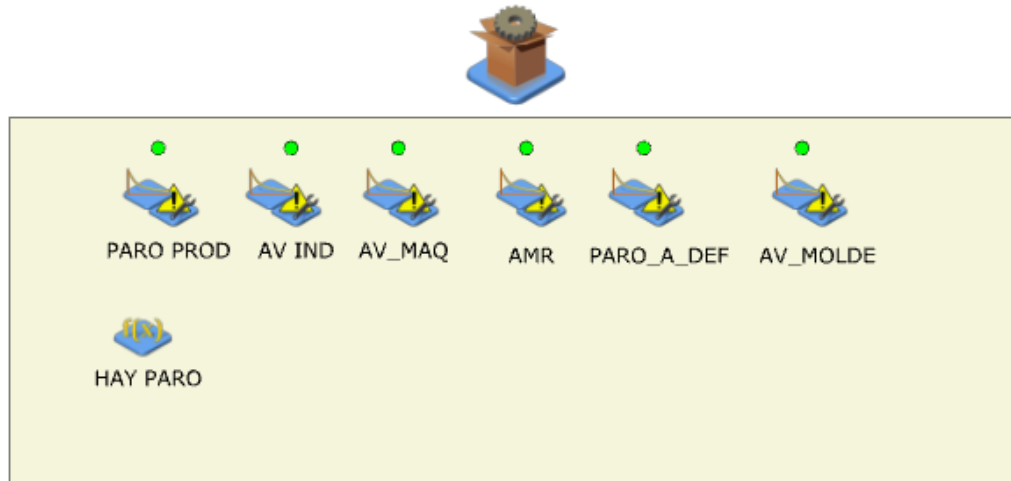 PARO PROD AV IND AV_MAQ AMR PARO_A_DEF AV_MOLDE
f(x)
HAY PARO